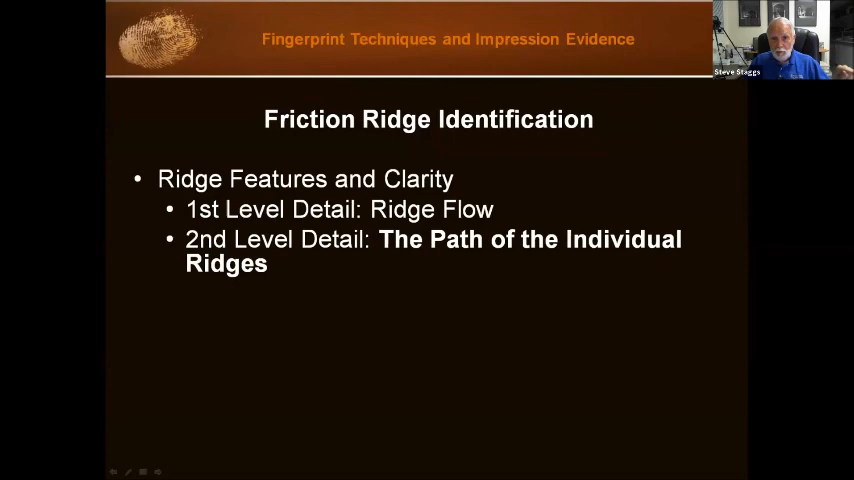 Fingerprint Techniques and Impression Evidence
Steve Staggs
Friction Ridge Identification
• Ridge Features and Clarity
• 1st Level Detail: Ridge Flow
• 2nd Level Detail: The Path of the Individual
Ridges